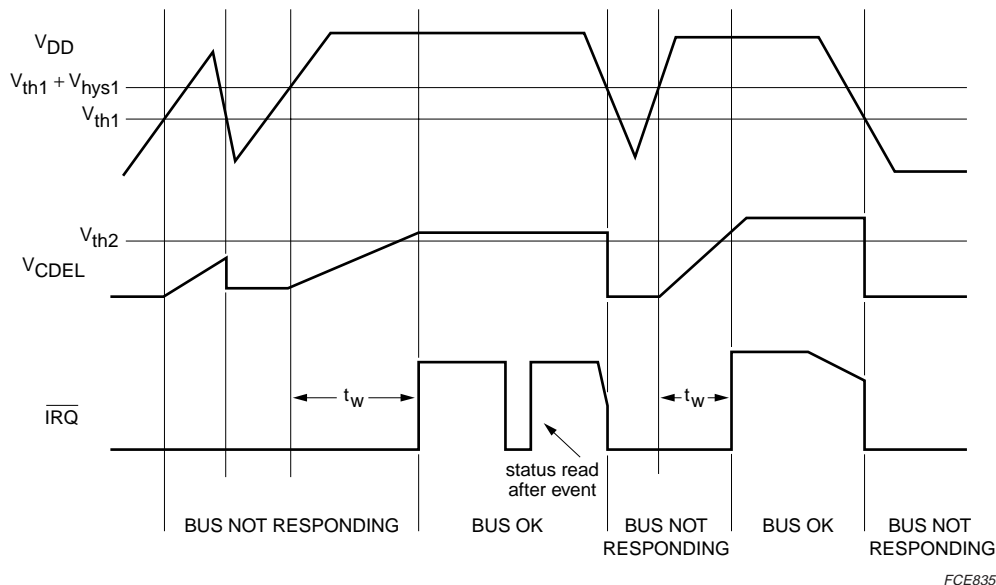 VDD
Vth1 + Vhys1
Vth1
Vth2
VCDEL
tw
tw
IRQ
status read
after event
BUS NOT RESPONDING
BUS OK
BUS NOT
RESPONDING
BUS OK
BUS NOT
RESPONDING
FCE835